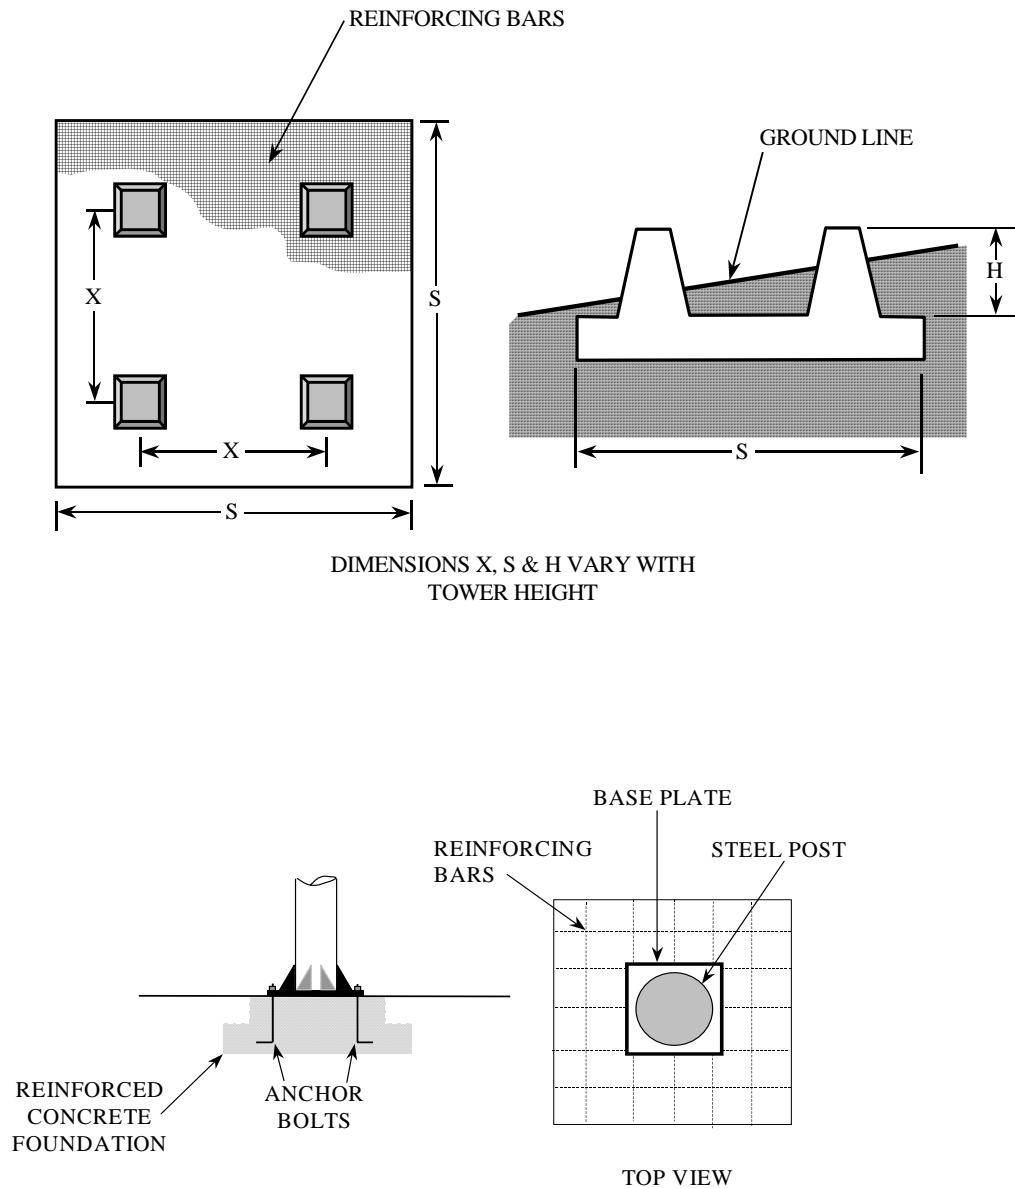 REINFORCING BARS
GROUND LINE
X
S
H
X
S
S
DIMENSIONS X, S & H VARY WITH
TOWER HEIGHT
BASE PLATE
REINFORCING
BARS
STEEL POST
REINFORCED
CONCRETE
FOUNDATION
ANCHOR
BOLTS
TOP VIEW